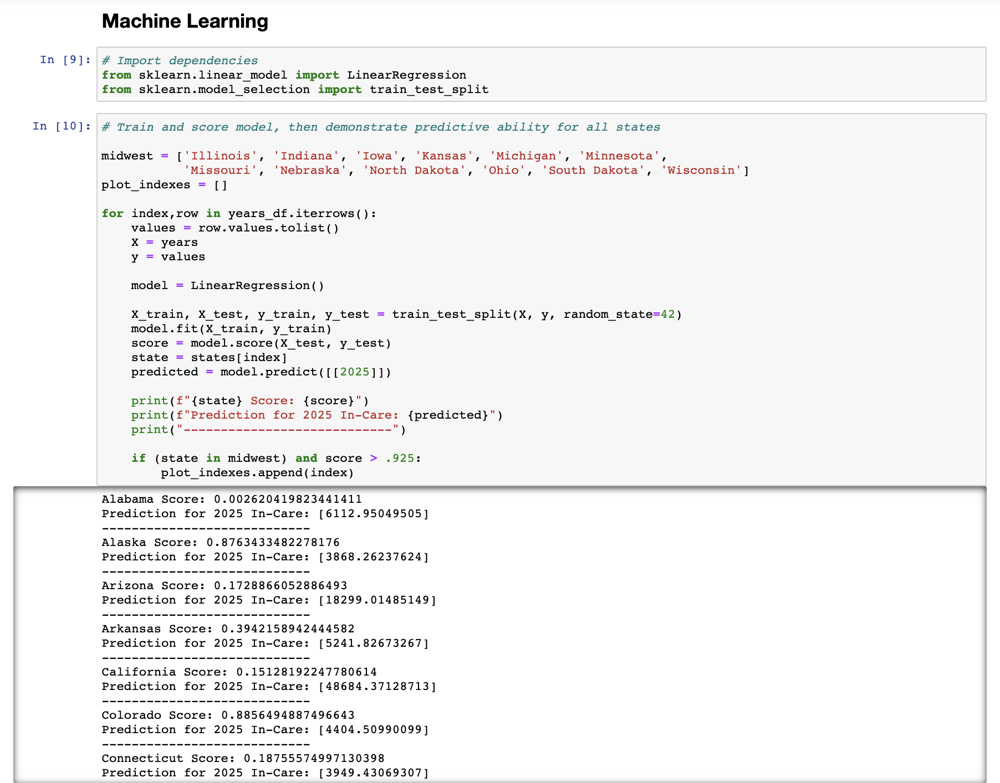 Machine Learning
In [9]:
# Import dependencies
from sklearn.linear_model import LinearRegression
from sklearn.model_selection import train_test_split
In [10]:
# Train and score model, then demonstrate predictive ability for all states
midwest = ['Illinois', 'Indiana', 'Iowa', 'Kansas', 'Michigan', 'Minnesota',
           'Missouri', 'Nebraska', 'North Dakota', 'Ohio', 'South Dakota', 'Wisconsin']
plot_indexes = []
for index,row in years_df.iterrows():
    values = row.values.tolist()
    X = years
    y = values
    model = LinearRegression()
    X_train, X_test, y_train, y_test = train_test_split(X, y, random_state=42)
    model.fit(X_train, y_train)
    score = model.score(X_test, y_test)
    state = states[index]
    predicted = model.predict([[2025]])
    print(f"{state} Score: {score}")
    print(f"Prediction for 2025 In-Care: {predicted}")
    print("----------------------------")
    if (state in midwest) and score > .925:
        plot_indexes.append(index)
Alabama Score: 0.002620419823441411
Prediction for 2025 In-Care: [6112.95049505]
----------------------------
Alaska Score: 0.8763433482278176
Prediction for 2025 In-Care: [3868.26237624]
----------------------------
Arizona Score: 0.1728866052886493
Prediction for 2025 In-Care: [18299.01485149]
----------------------------
Arkansas Score: 0.3942158942444582
Prediction for 2025 In-Care: [5241.82673267]
----------------------------
California Score: 0.15128192247780614
Prediction for 2025 In-Care: [48684.37128713]
----------------------------
Colorado Score: 0.8856494887496643
Prediction for 2025 In-Care: [4404.50990099]
----------------------------
Connecticut Score: 0.18755574997130398
Prediction for 2025 In-Care: [3949.43069307]